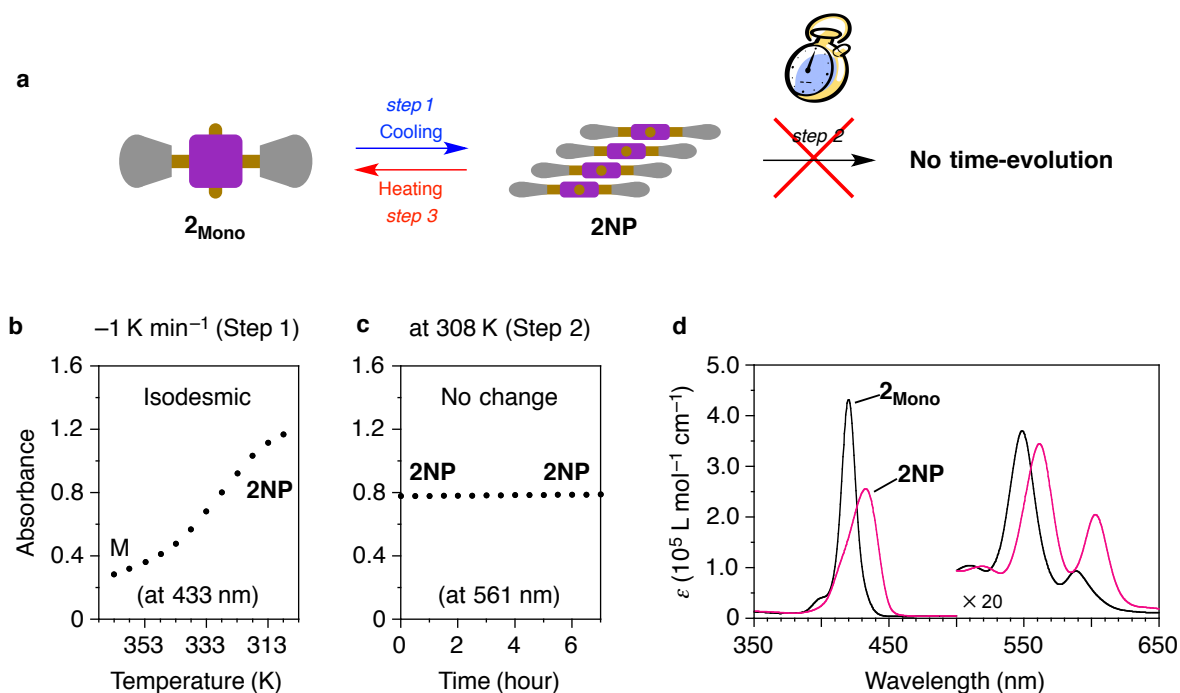 a
step 1
Cooling
Heating
step 3
2Mono
2NP
step 2
No time-evolution
b
–1 K min–1 (Step 1)
1.6
1.2
0.8
0.4
0
Absorbance
Isodesmic
2NP
M
(at 433 nm)
353 333 313
Temperature (K)
c
at 308 K (Step 2)
1.6
1.2
0.8
0.4
0
No change
2NP 2NP
(at 561 nm)
0 2 4 6
Time (hour)
d
5.0
4.0
3.0
2.0
1.0
0
ε (10⁵ L mol⁻¹ cm⁻¹)
2Mono
2NP
× 20
350 450 550 650
Wavelength (nm)